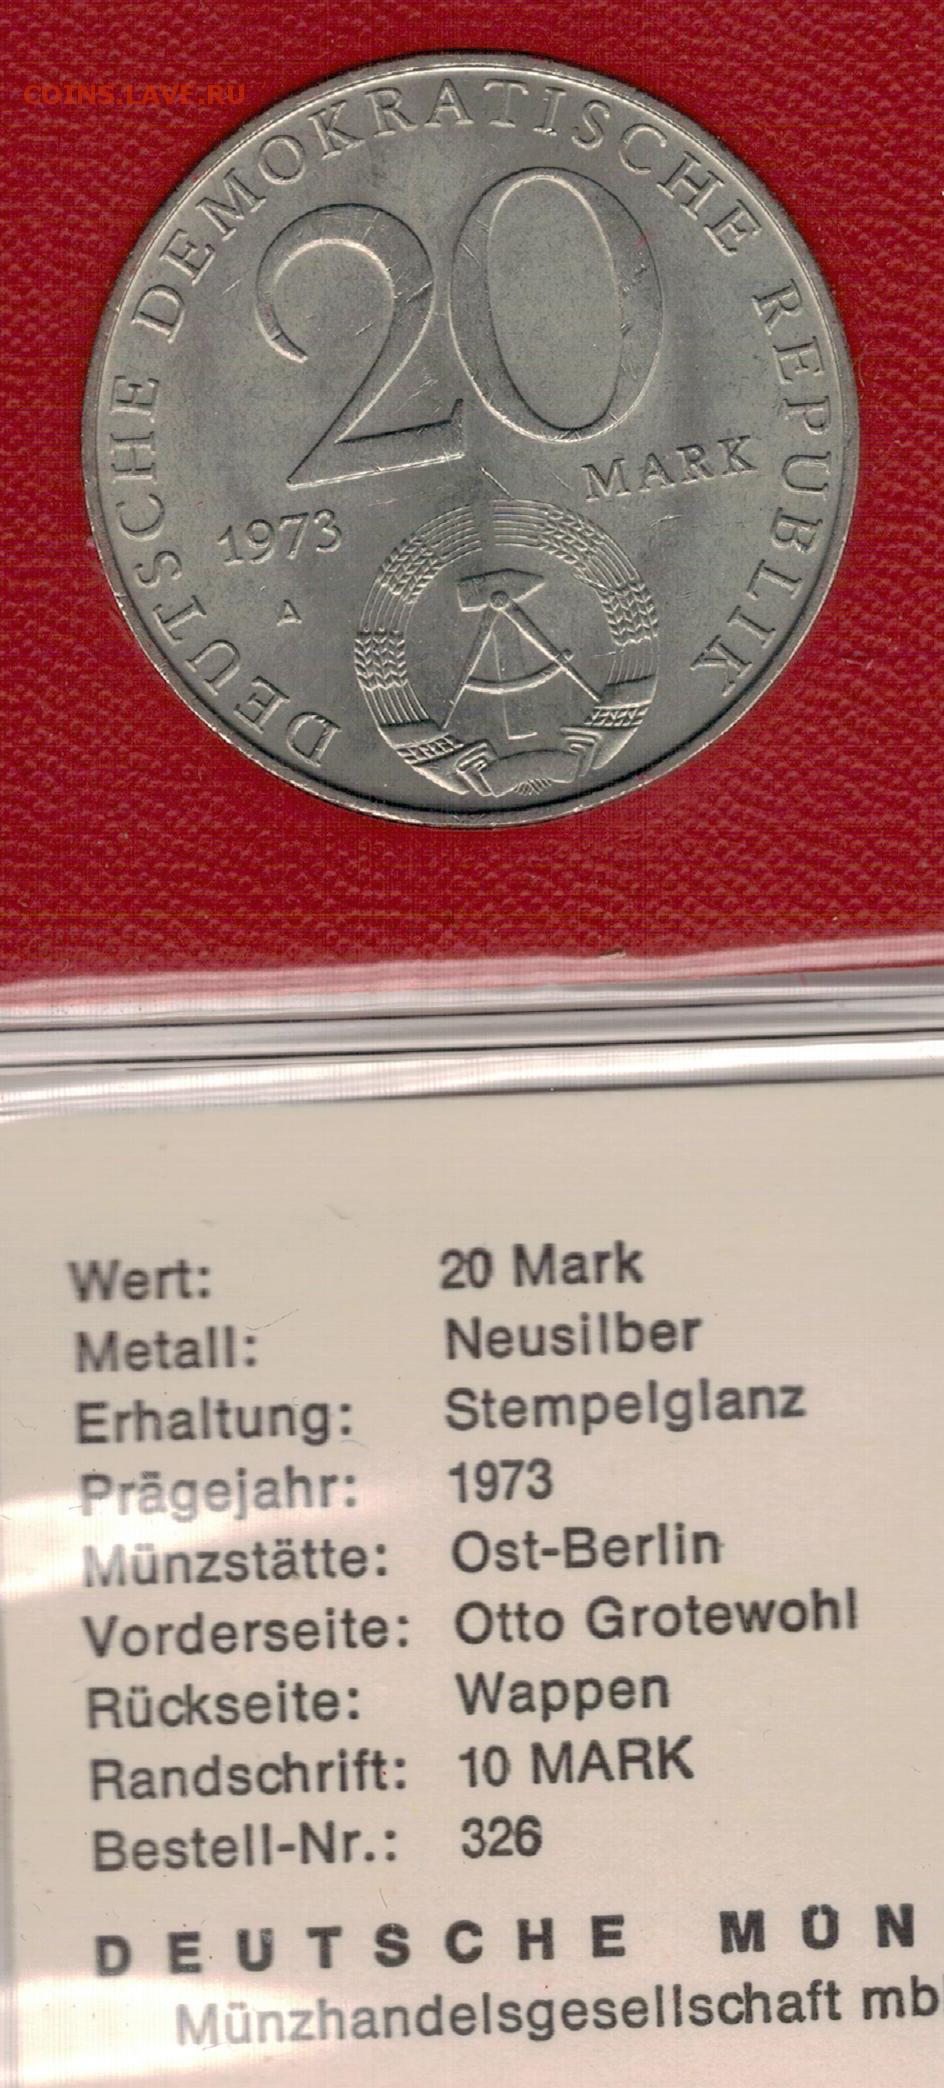 COINS.LAVE.RU
DEUTSCHE DEMOKRATISCHE REPUBLIK
20
MARK
1973
A
Wert: 20 Mark
Metall: Neusilber
Erhaltung: Stempelglanz
Prägejahr: 1973
Münzstätte: Ost-Berlin
Vorderseite: Otto Grotewohl
Rückseite: Wappen
Randschrift: 10 MARK
Bestell-Nr.: 326
DEUTSCHE MÜN
Münzhandelsgesellschaft mb